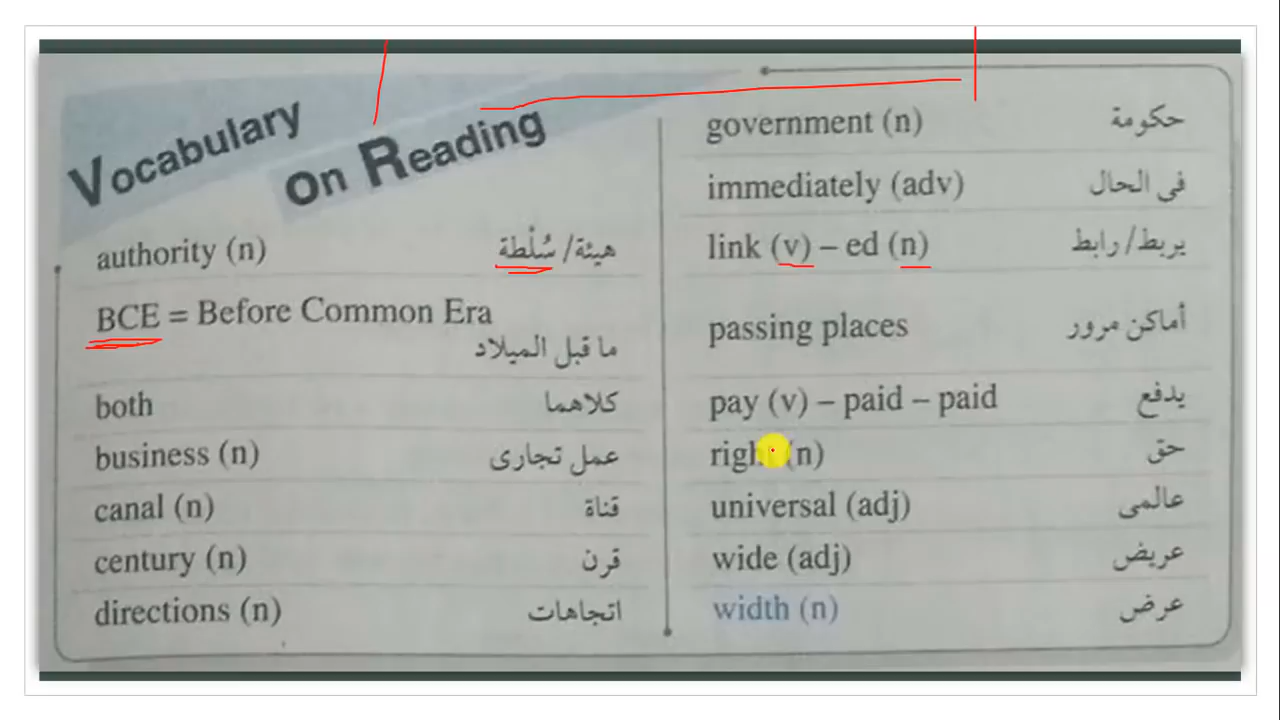 Vocabulary
on Reading
authority (n) هيئة/ سُلْطة
BCE = Before Common Era
ما قبل الميلاد
both كلاهما
business (n) عمل تجارى
canal (n) قناة
century (n) قرن
directions (n) اتجاهات
government (n) حكومة
immediately (adv) فى الحال
link (v) – ed (n) يربط/ رابط
passing places أماكن مرور
pay (v) – paid – paid يدفع
right (n) حق
universal (adj) عالمى
wide (adj) عريض
width (n) عرض